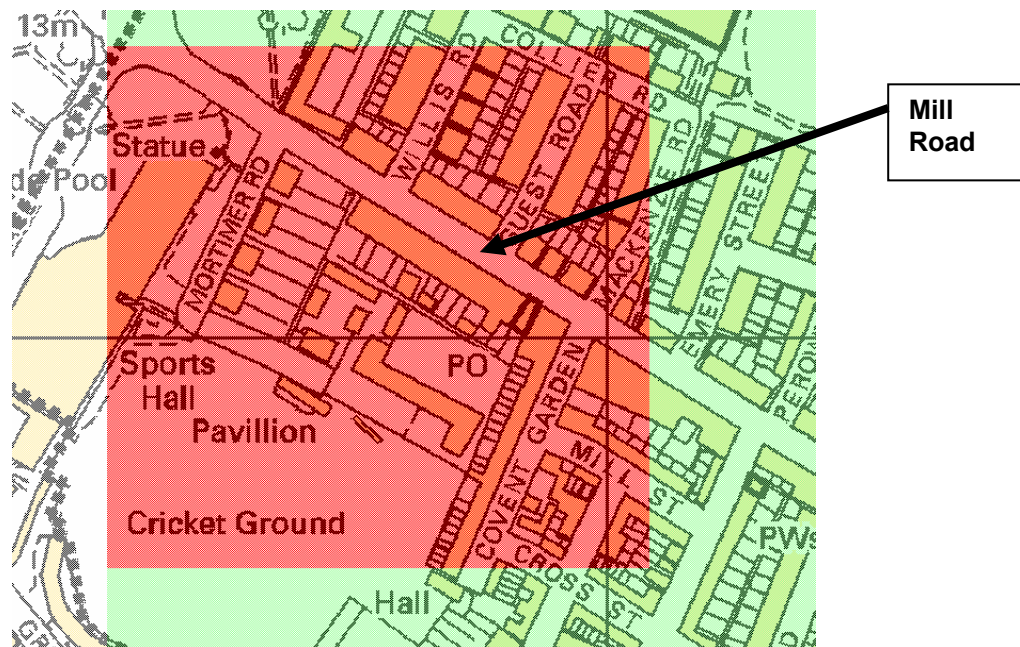 13m
COLLIER RD
WILLIS RD
GUEST ROAD
MACKENZIE RD
EMERY STREET
Mill
Road
Statue
MORTIMER RD
Sports
Hall
Pavillion
PO
COVENT GARDEN
MILL ST
CROSS ST
Cricket Ground
PWs
Hall